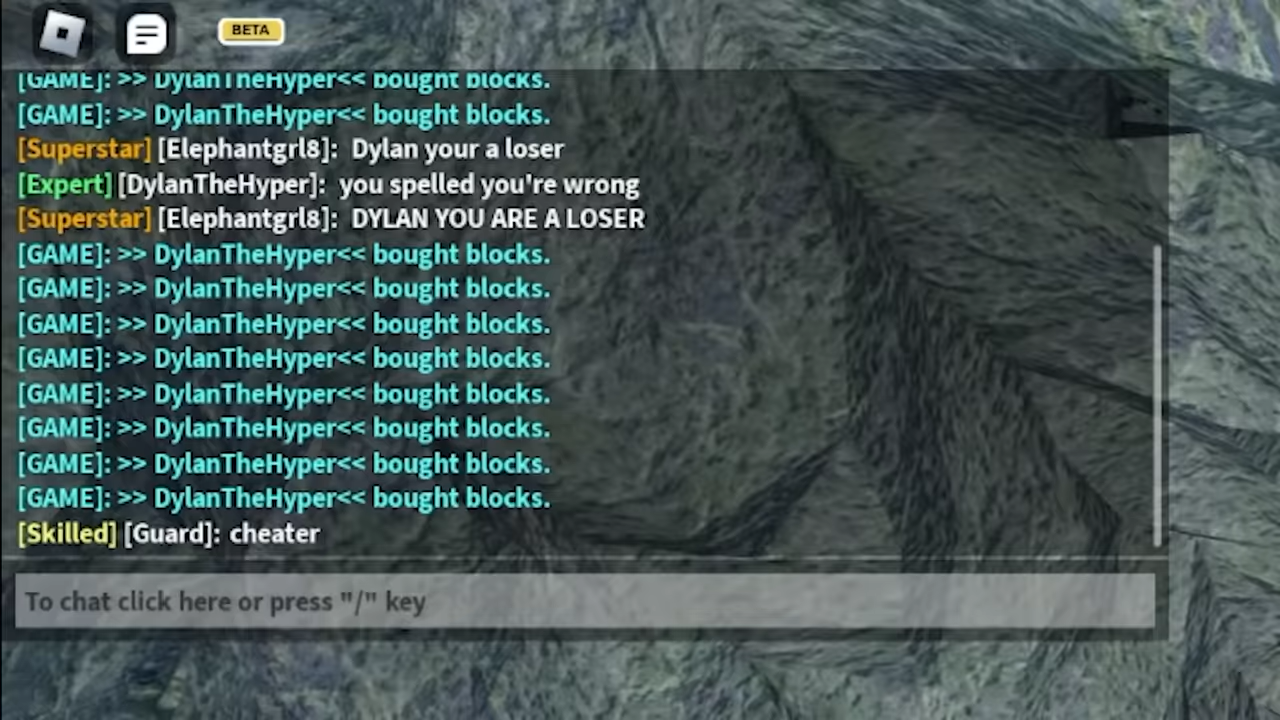 BETA
[GAME]: >> DylanTheHyper<< bought blocks.
[GAME]: >> DylanTheHyper<< bought blocks.
[Superstar] [Elephantgrl8]: Dylan your a loser
[Expert] [DylanTheHyper]: you spelled you're wrong
[Superstar] [Elephantgrl8]: DYLAN YOU ARE A LOSER
[GAME]: >> DylanTheHyper<< bought blocks.
[GAME]: >> DylanTheHyper<< bought blocks.
[GAME]: >> DylanTheHyper<< bought blocks.
[GAME]: >> DylanTheHyper<< bought blocks.
[GAME]: >> DylanTheHyper<< bought blocks.
[GAME]: >> DylanTheHyper<< bought blocks.
[GAME]: >> DylanTheHyper<< bought blocks.
[GAME]: >> DylanTheHyper<< bought blocks.
[Skilled] [Guard]: cheater
To chat click here or press "/" key